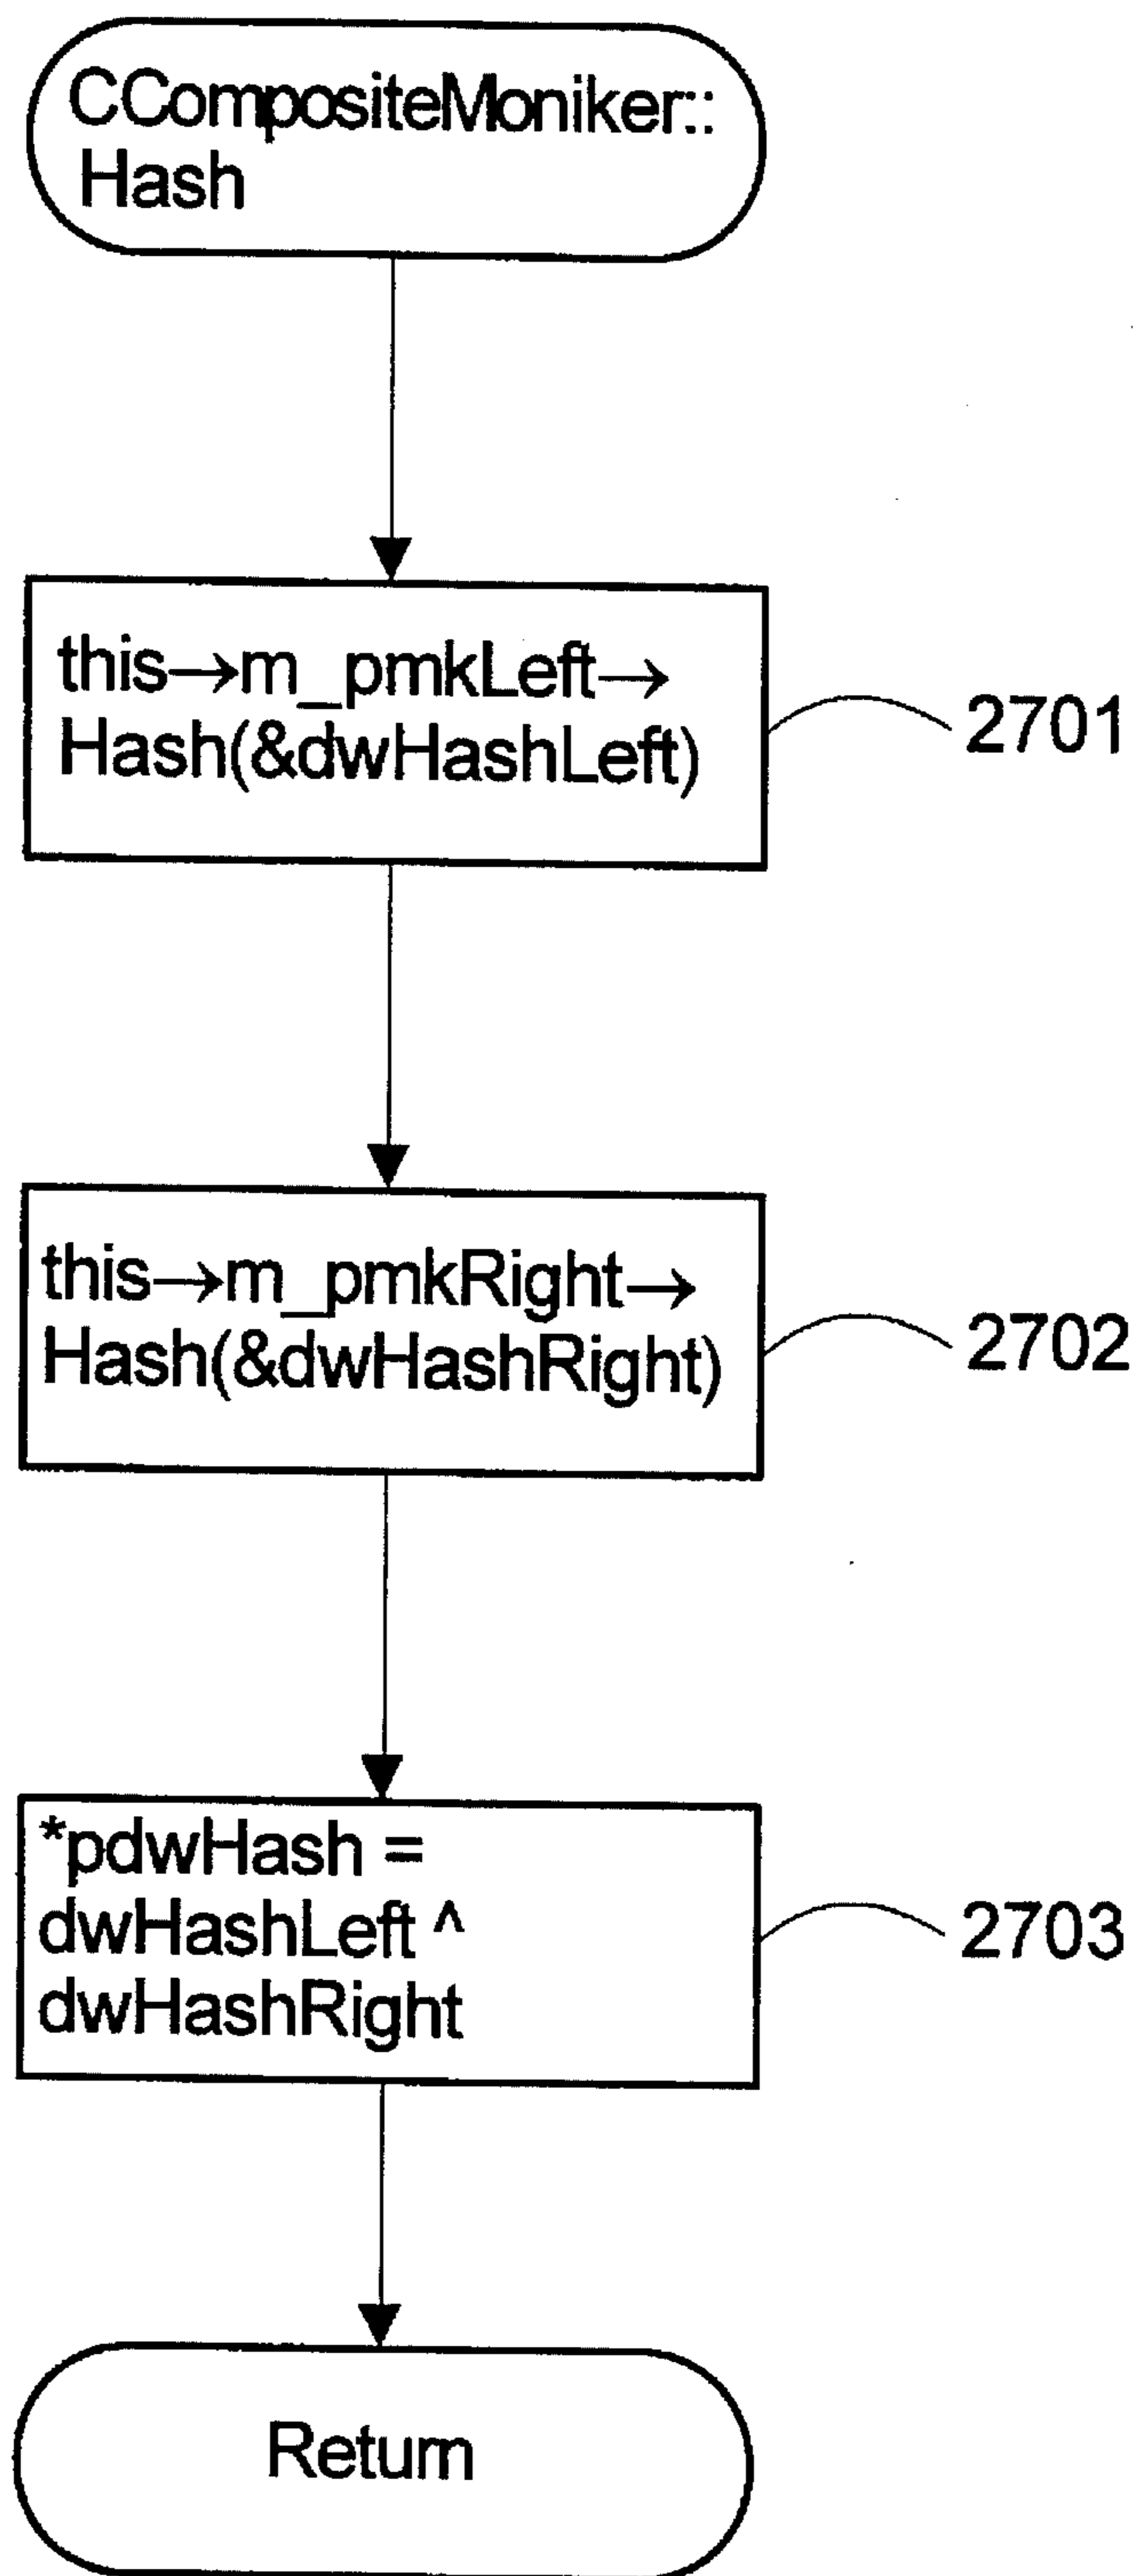 CCompositeMoniker::
Hash
this→m_pmkLeft→
Hash(&dwHashLeft)
2701
this→m_pmkRight→
Hash(&dwHashRight)
2702
*pdwHash =
dwHashLeft ^
dwHashRight
2703
Return